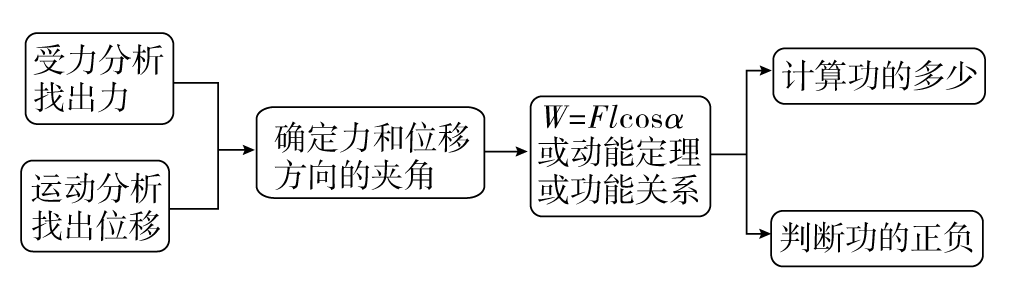 受力分析
找出力
运动分析
找出位移
确定力和位移
方向的夹角
W=Flcosα
或动能定理
或功能关系
计算功的多少
判断功的正负